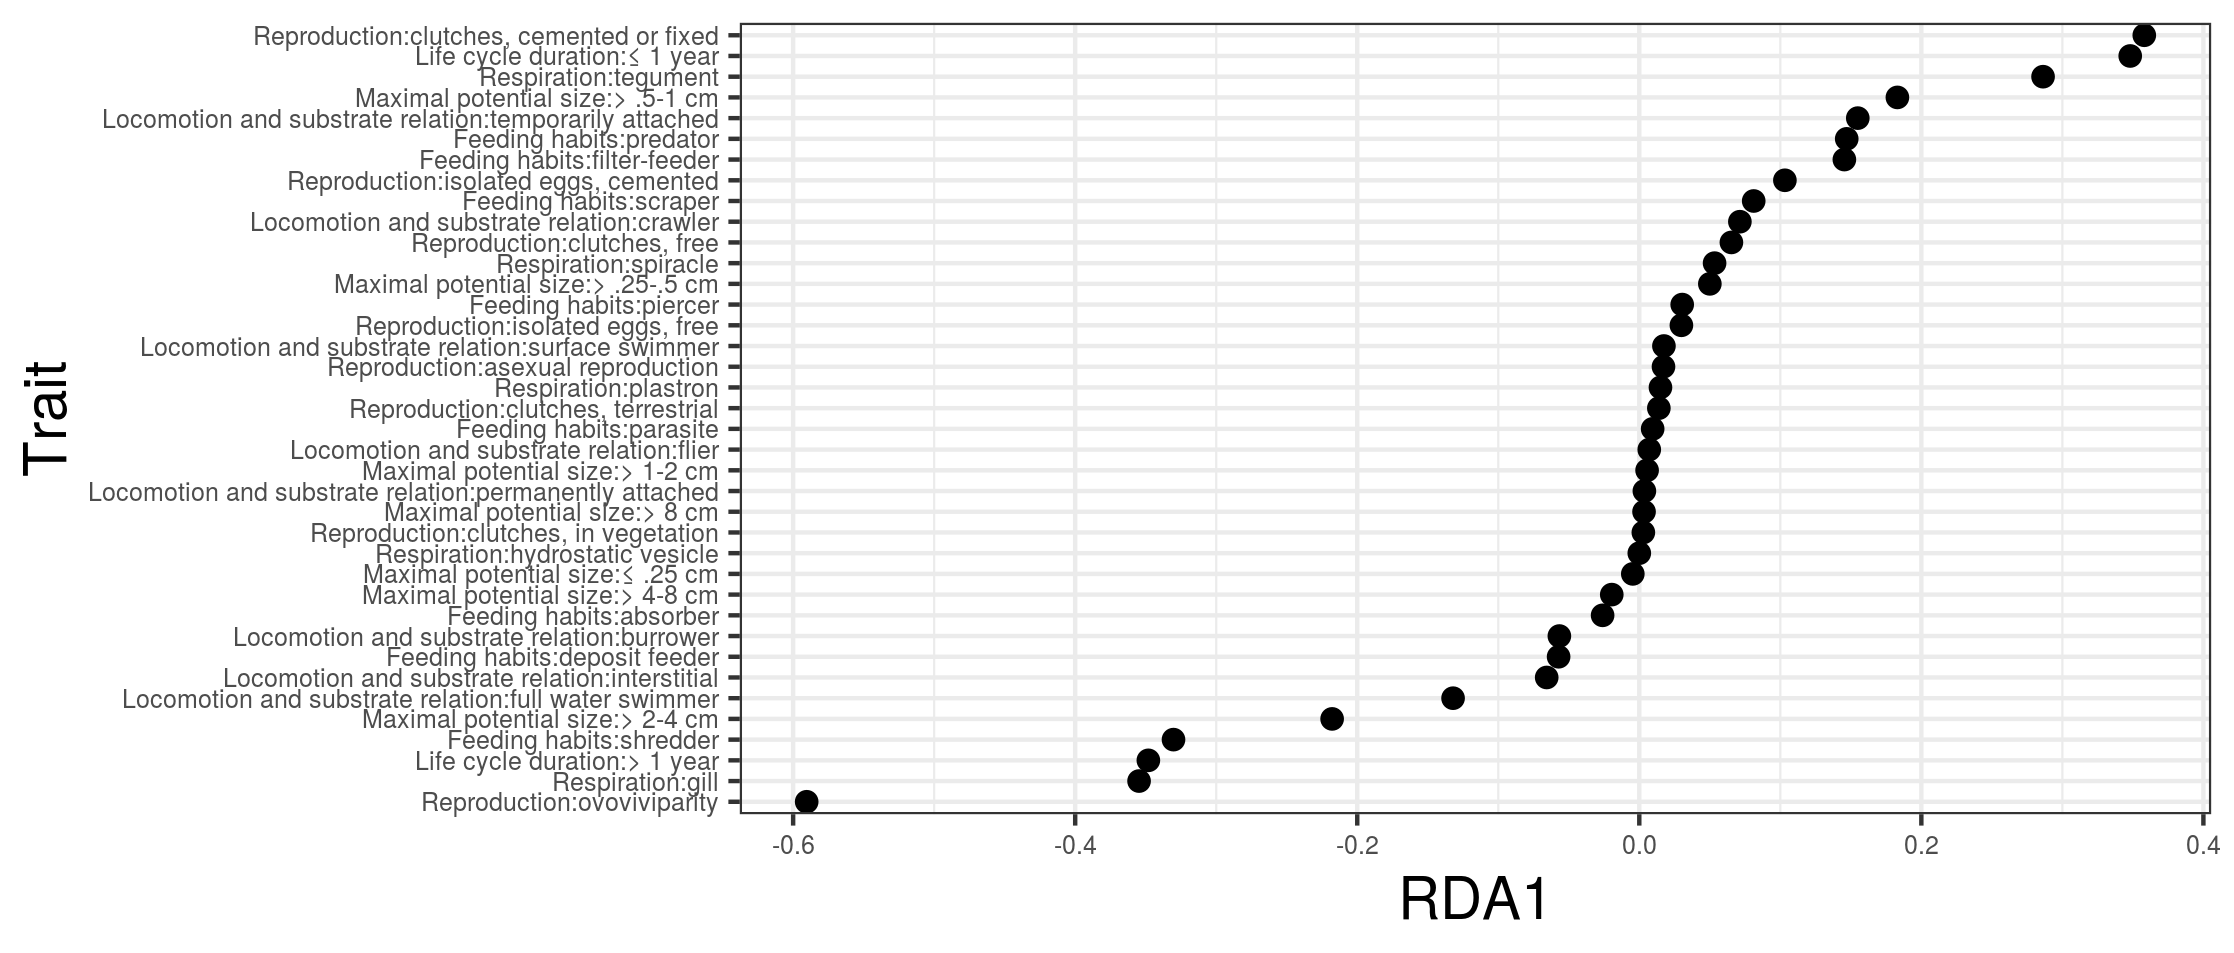 Reproduction:clutches, cemented or fixed
Life cycle duration:≤ 1 year
Respiration:tegument
Maximal potential size:> .5-1 cm
Locomotion and substrate relation:temporarily attached
Feeding habits:predator
Feeding habits:filter-feeder
Reproduction:isolated eggs, cemented
Feeding habits:scraper
Locomotion and substrate relation:crawler
Reproduction:clutches, free
Respiration:spiracle
Maximal potential size:> .25-.5 cm
Feeding habits:piercer
Reproduction:isolated eggs, free
Locomotion and substrate relation:surface swimmer
Reproduction:asexual reproduction
Respiration:plastron
Reproduction:clutches, terrestrial
Feeding habits:parasite
Locomotion and substrate relation:flier
Maximal potential size:> 1-2 cm
Locomotion and substrate relation:permanently attached
Maximal potential size:> 8 cm
Reproduction:clutches, in vegetation
Respiration:hydrostatic vesicle
Maximal potential size:≤ .25 cm
Maximal potential size:> 4-8 cm
Feeding habits:absorber
Locomotion and substrate relation:burrower
Feeding habits:deposit feeder
Locomotion and substrate relation:interstitial
Locomotion and substrate relation:full water swimmer
Maximal potential size:> 2-4 cm
Feeding habits:shredder
Life cycle duration:> 1 year
Respiration:gill
Reproduction:ovoviviparity
Trait
-0.6 -0.4 -0.2 0.0 0.2 0.4
RDA1